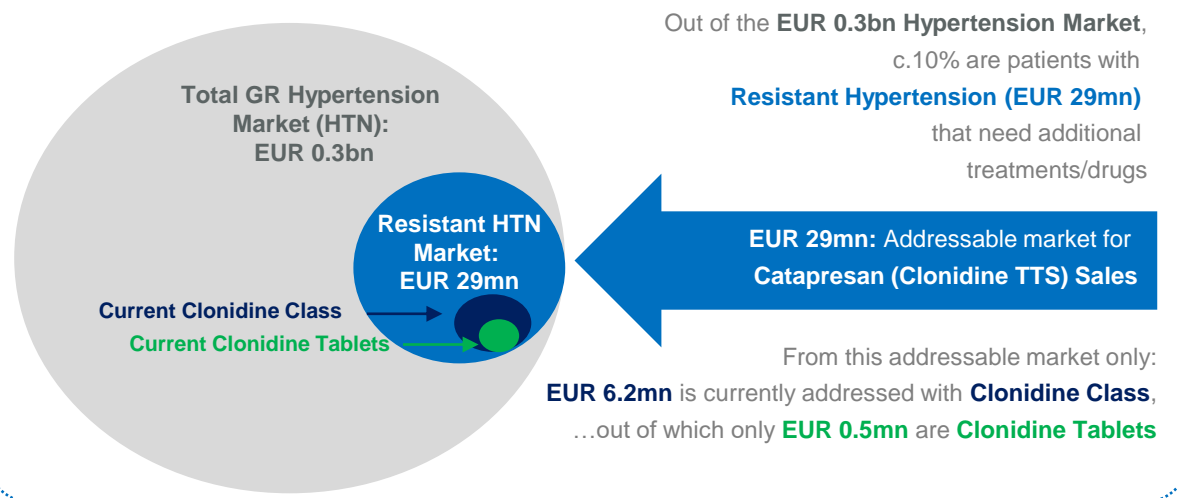 Out of the EUR 0.3bn Hypertension Market,
c.10% are patients with
Resistant Hypertension (EUR 29mn)
that need additional
treatments/drugs
Total GR Hypertension
Market (HTN):
EUR 0.3bn
Resistant HTN
Market:
EUR 29mn
EUR 29mn: Addressable market for
Catapresan (Clonidine TTS) Sales
Current Clonidine Class
Current Clonidine Tablets
From this addressable market only:
EUR 6.2mn is currently addressed with Clonidine Class,
…out of which only EUR 0.5mn are Clonidine Tablets